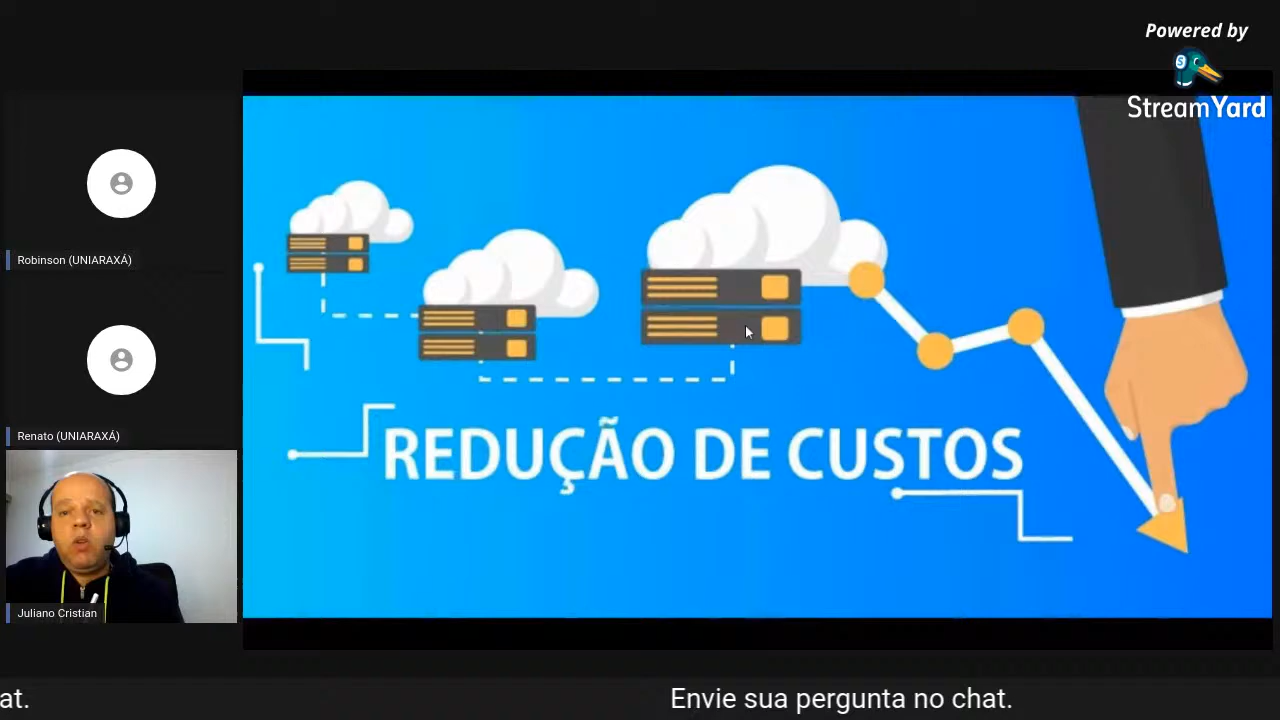 Powered by
StreamYard
Robinson (UNIARAXÁ)
Renato (UNIARAXÁ)
Juliano Cristian
REDUÇÃO DE CUSTOS
at.
Envie sua pergunta no chat.